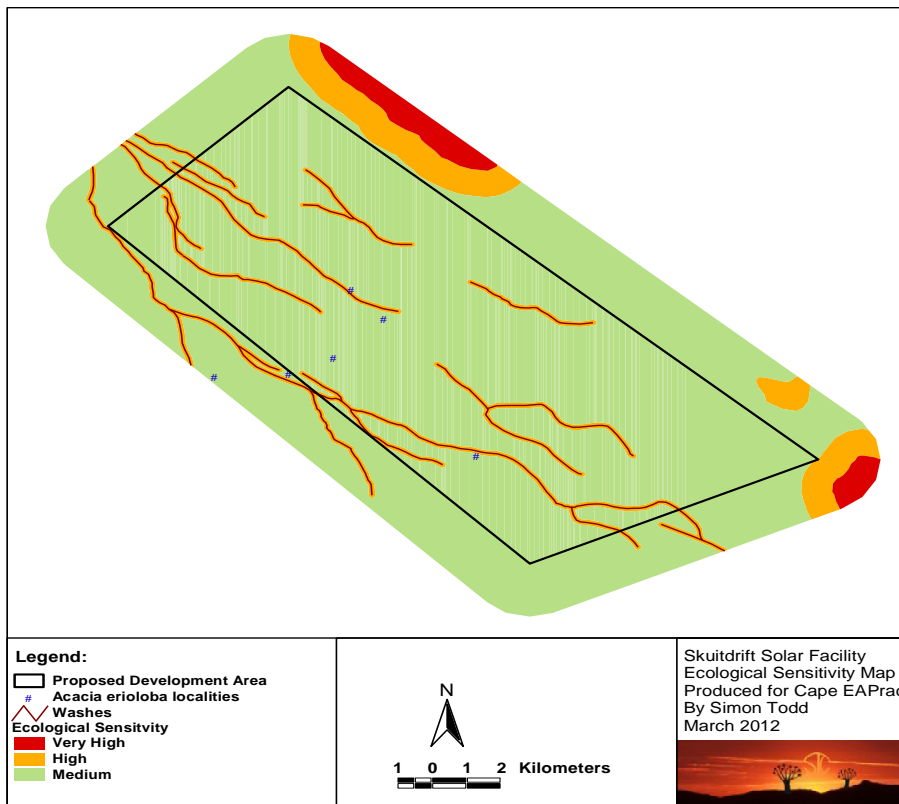 #
#
#
#
#
#
Legend:
Proposed Development Area
# Acacia erioloba localities
Washes
Ecological Sensitvity
Very High
High
Medium
N
1 0 1 2 Kilometers
Skuitdrift Solar Facility
Ecological Sensitivity Map
Produced for Cape EAPrac
By Simon Todd
March 2012